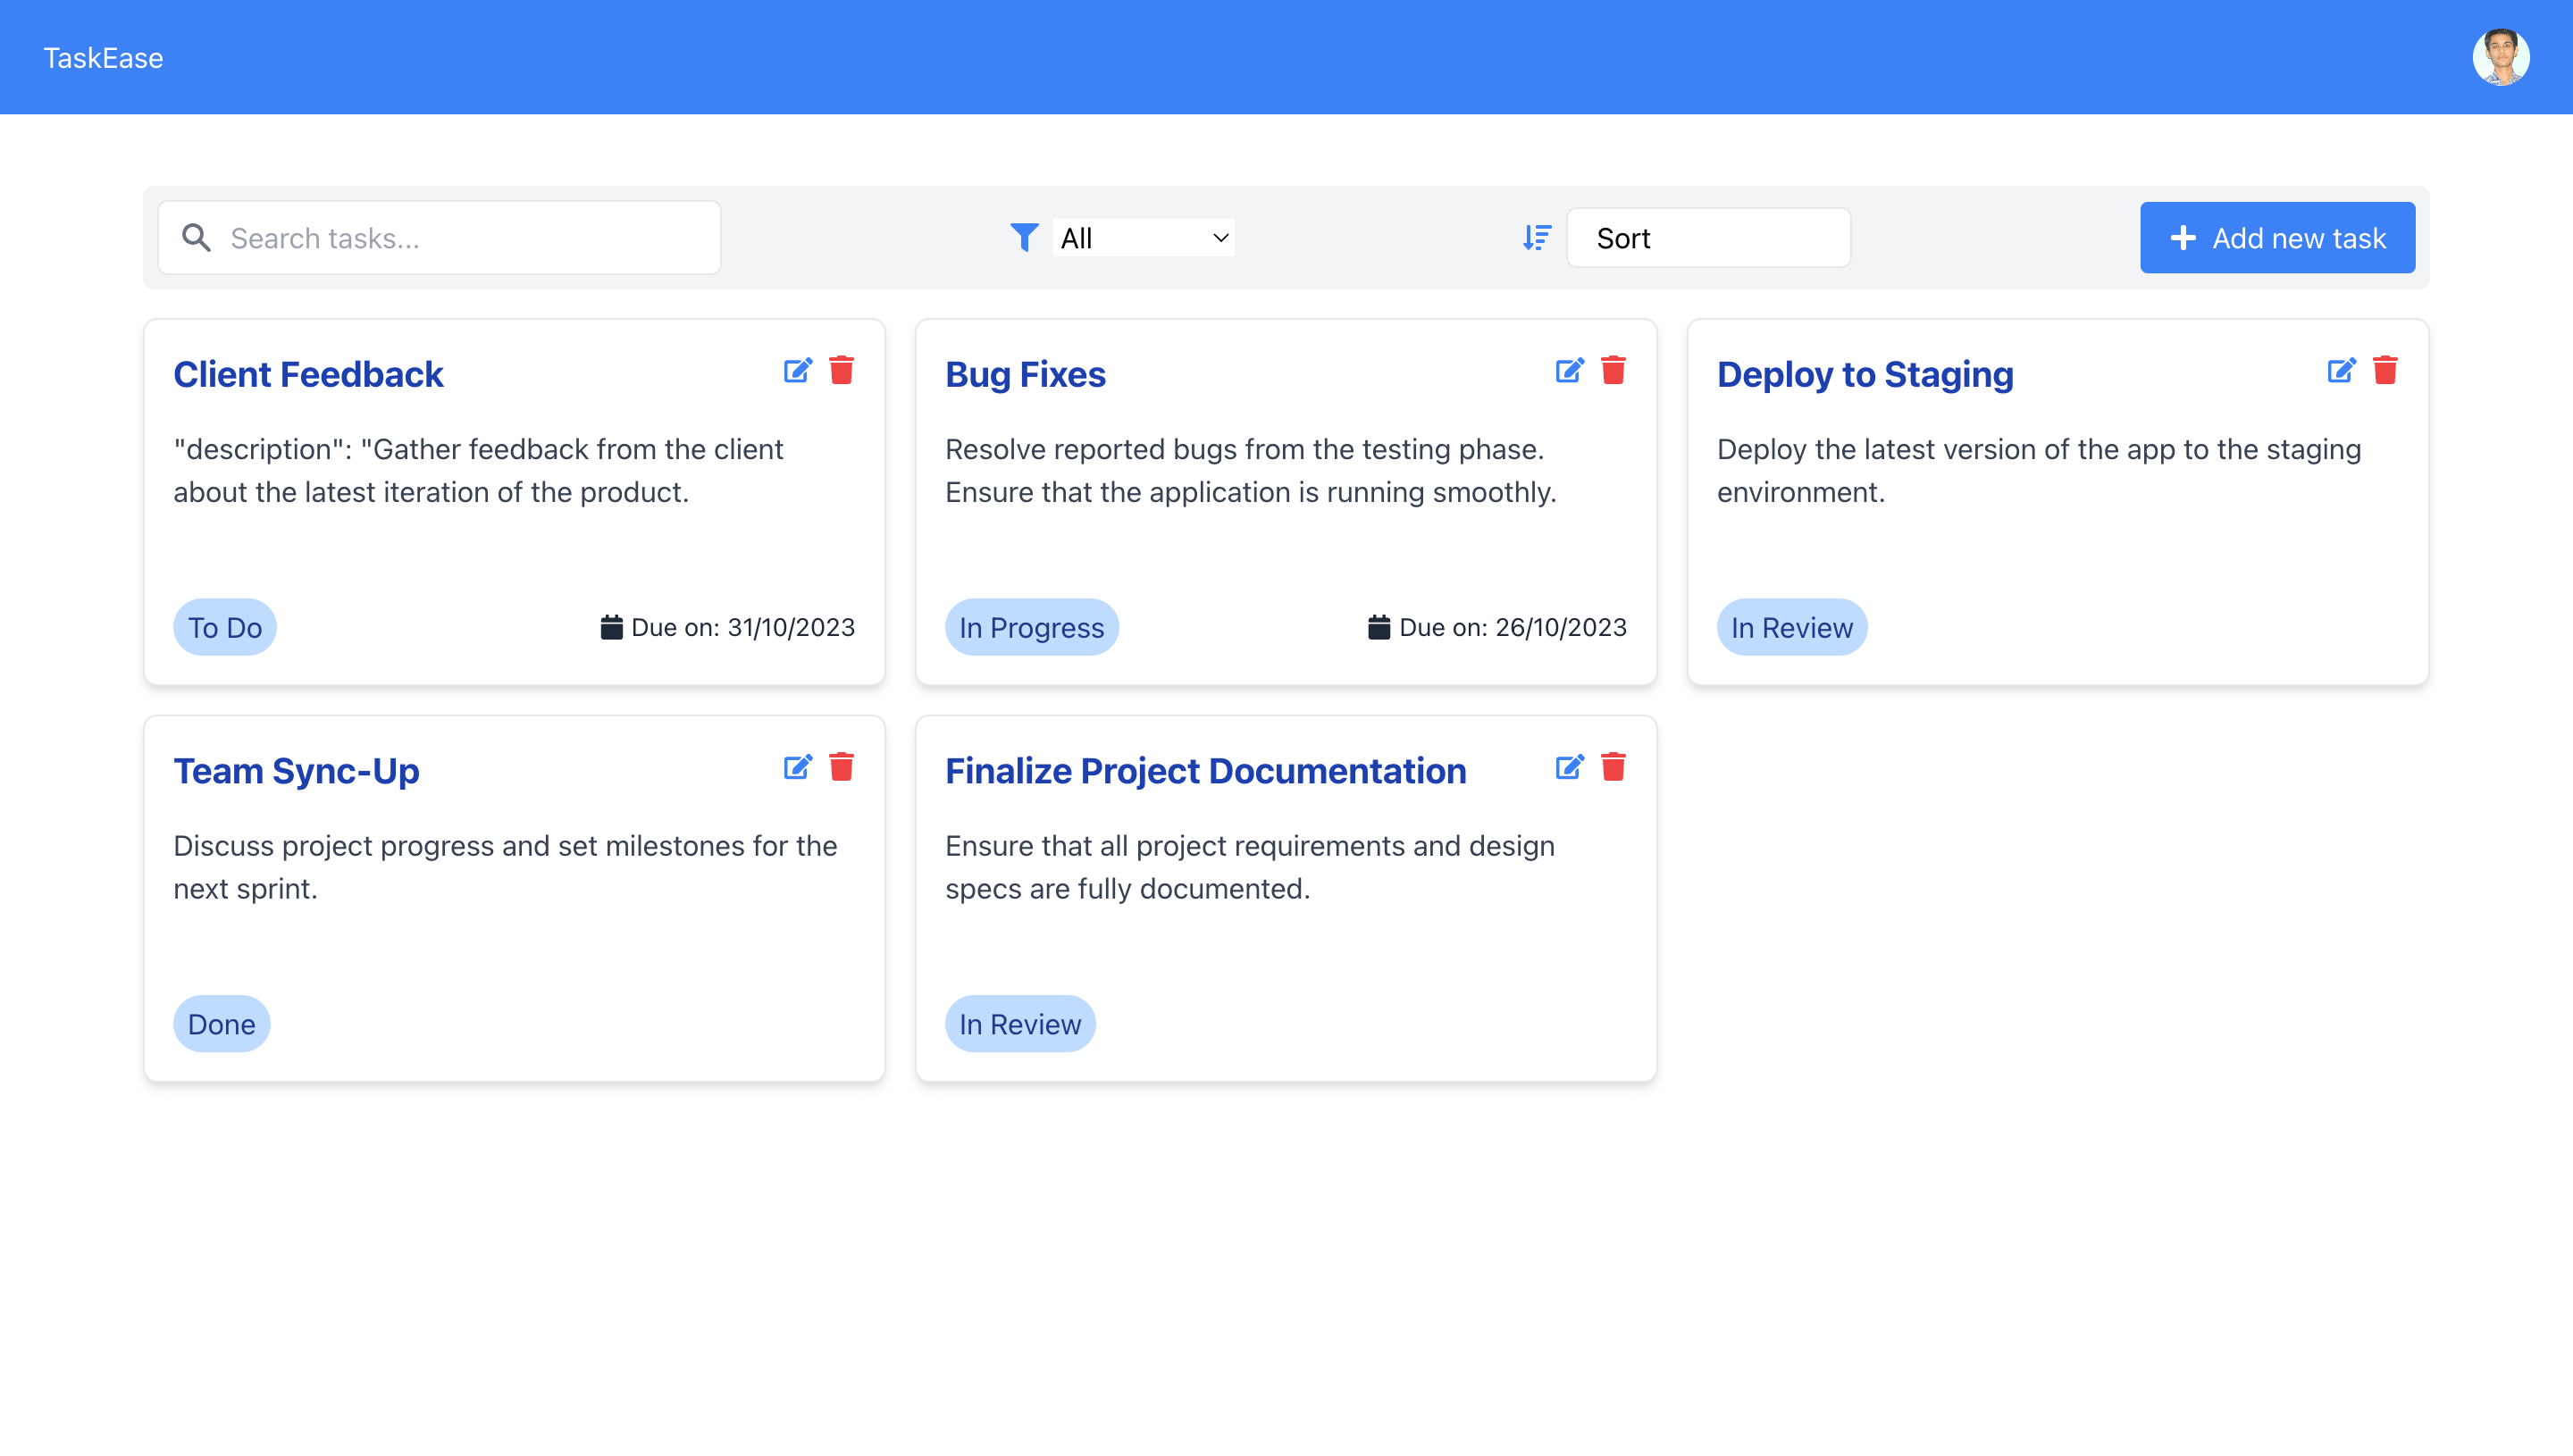 TaskEase
Search tasks...
All
Sort
Add new task
Client Feedback
"description": "Gather feedback from the client
about the latest iteration of the product.
To Do
Due on: 31/10/2023
Bug Fixes
Resolve reported bugs from the testing phase.
Ensure that the application is running smoothly.
In Progress
Due on: 26/10/2023
Deploy to Staging
Deploy the latest version of the app to the staging
environment.
In Review
Team Sync-Up
Discuss project progress and set milestones for the
next sprint.
Done
Finalize Project Documentation
Ensure that all project requirements and design
specs are fully documented.
In Review